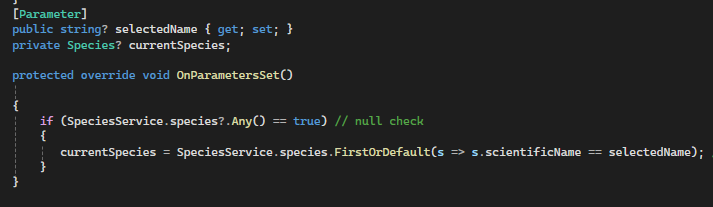 }
[Parameter]
public string? selectedName { get; set; }
private Species? currentSpecies;
protected override void OnParametersSet()
{
if (SpeciesService.species?.Any() == true) // null check
{
currentSpecies = SpeciesService.species.FirstOrDefault(s => s.scientificName == selectedName);
}
}